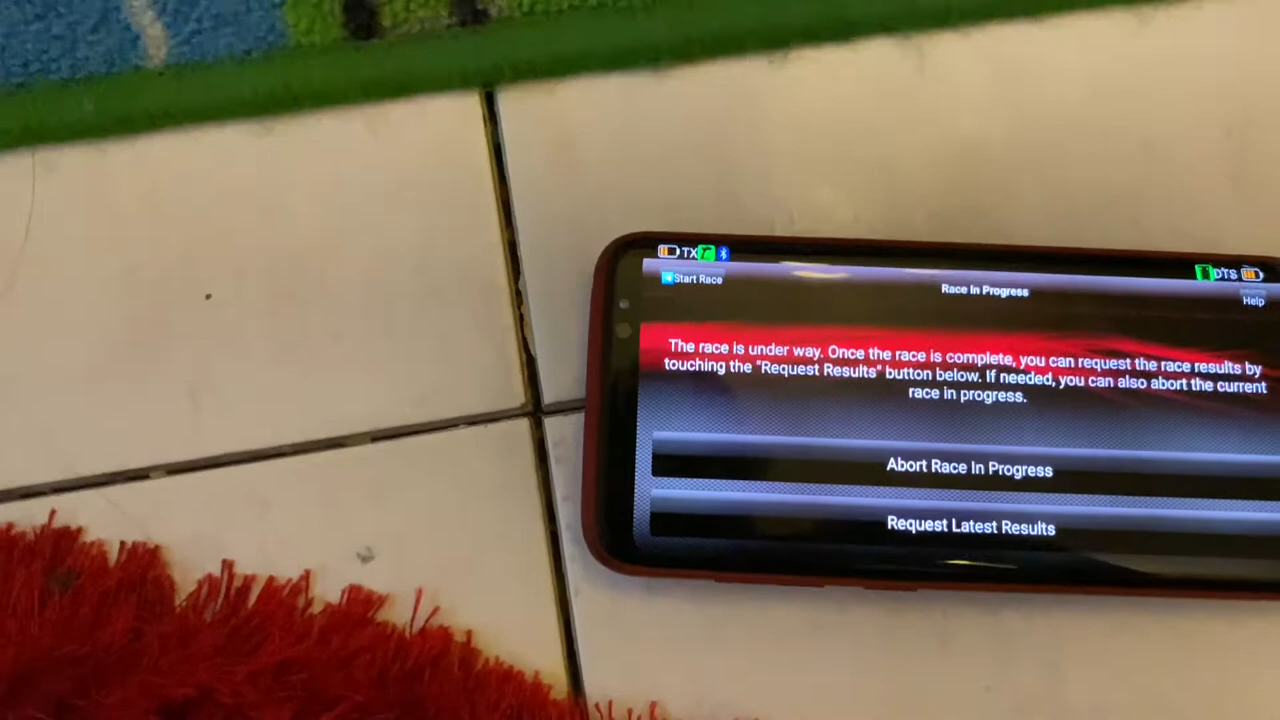 TX DTS
Start Race Race In Progress Help
The race is under way. Once the race is complete, you can request the race results by
touching the "Request Results" button below. If needed, you can also abort the current
race in progress.
Abort Race In Progress
Request Latest Results